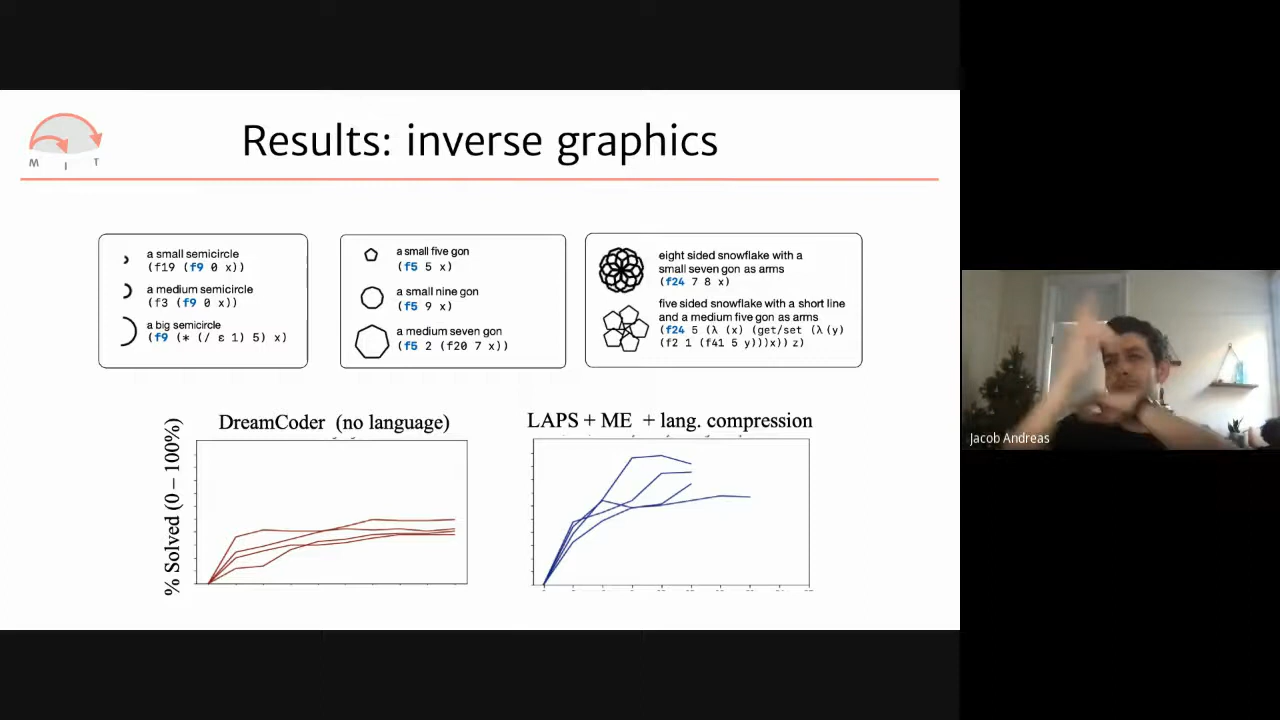 M I T
Results: inverse graphics
a small semicircle
(f19 (f9 0 x))
a medium semicircle
(f3 (f9 0 x))
a big semicircle
(f9 (* (/ ε 1) 5) x)
a small five gon
(f5 5 x)
a small nine gon
(f5 9 x)
a medium seven gon
(f5 2 (f20 7 x))
eight sided snowflake with a
small seven gon as arms
(f24 7 8 x)
five sided snowflake with a short line
and a medium five gon as arms
(f24 5 (λ (x) (get/set (λ (y)
(f2 1 (f41 5 y)))x)) z)
DreamCoder (no language)
LAPS + ME + lang. compression
% Solved (0 – 100%)
Jacob Andreas